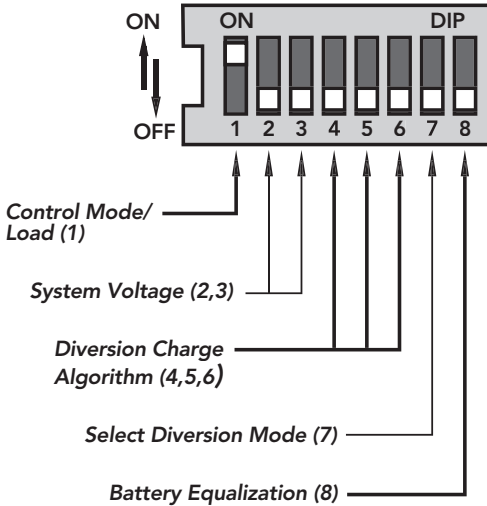 ON ON DIP
OFF 1 2 3 4 5 6 7 8
Control Mode/
Load (1)
System Voltage (2,3)
Diversion Charge
Algorithm (4,5,6)
Select Diversion Mode (7)
Battery Equalization (8)